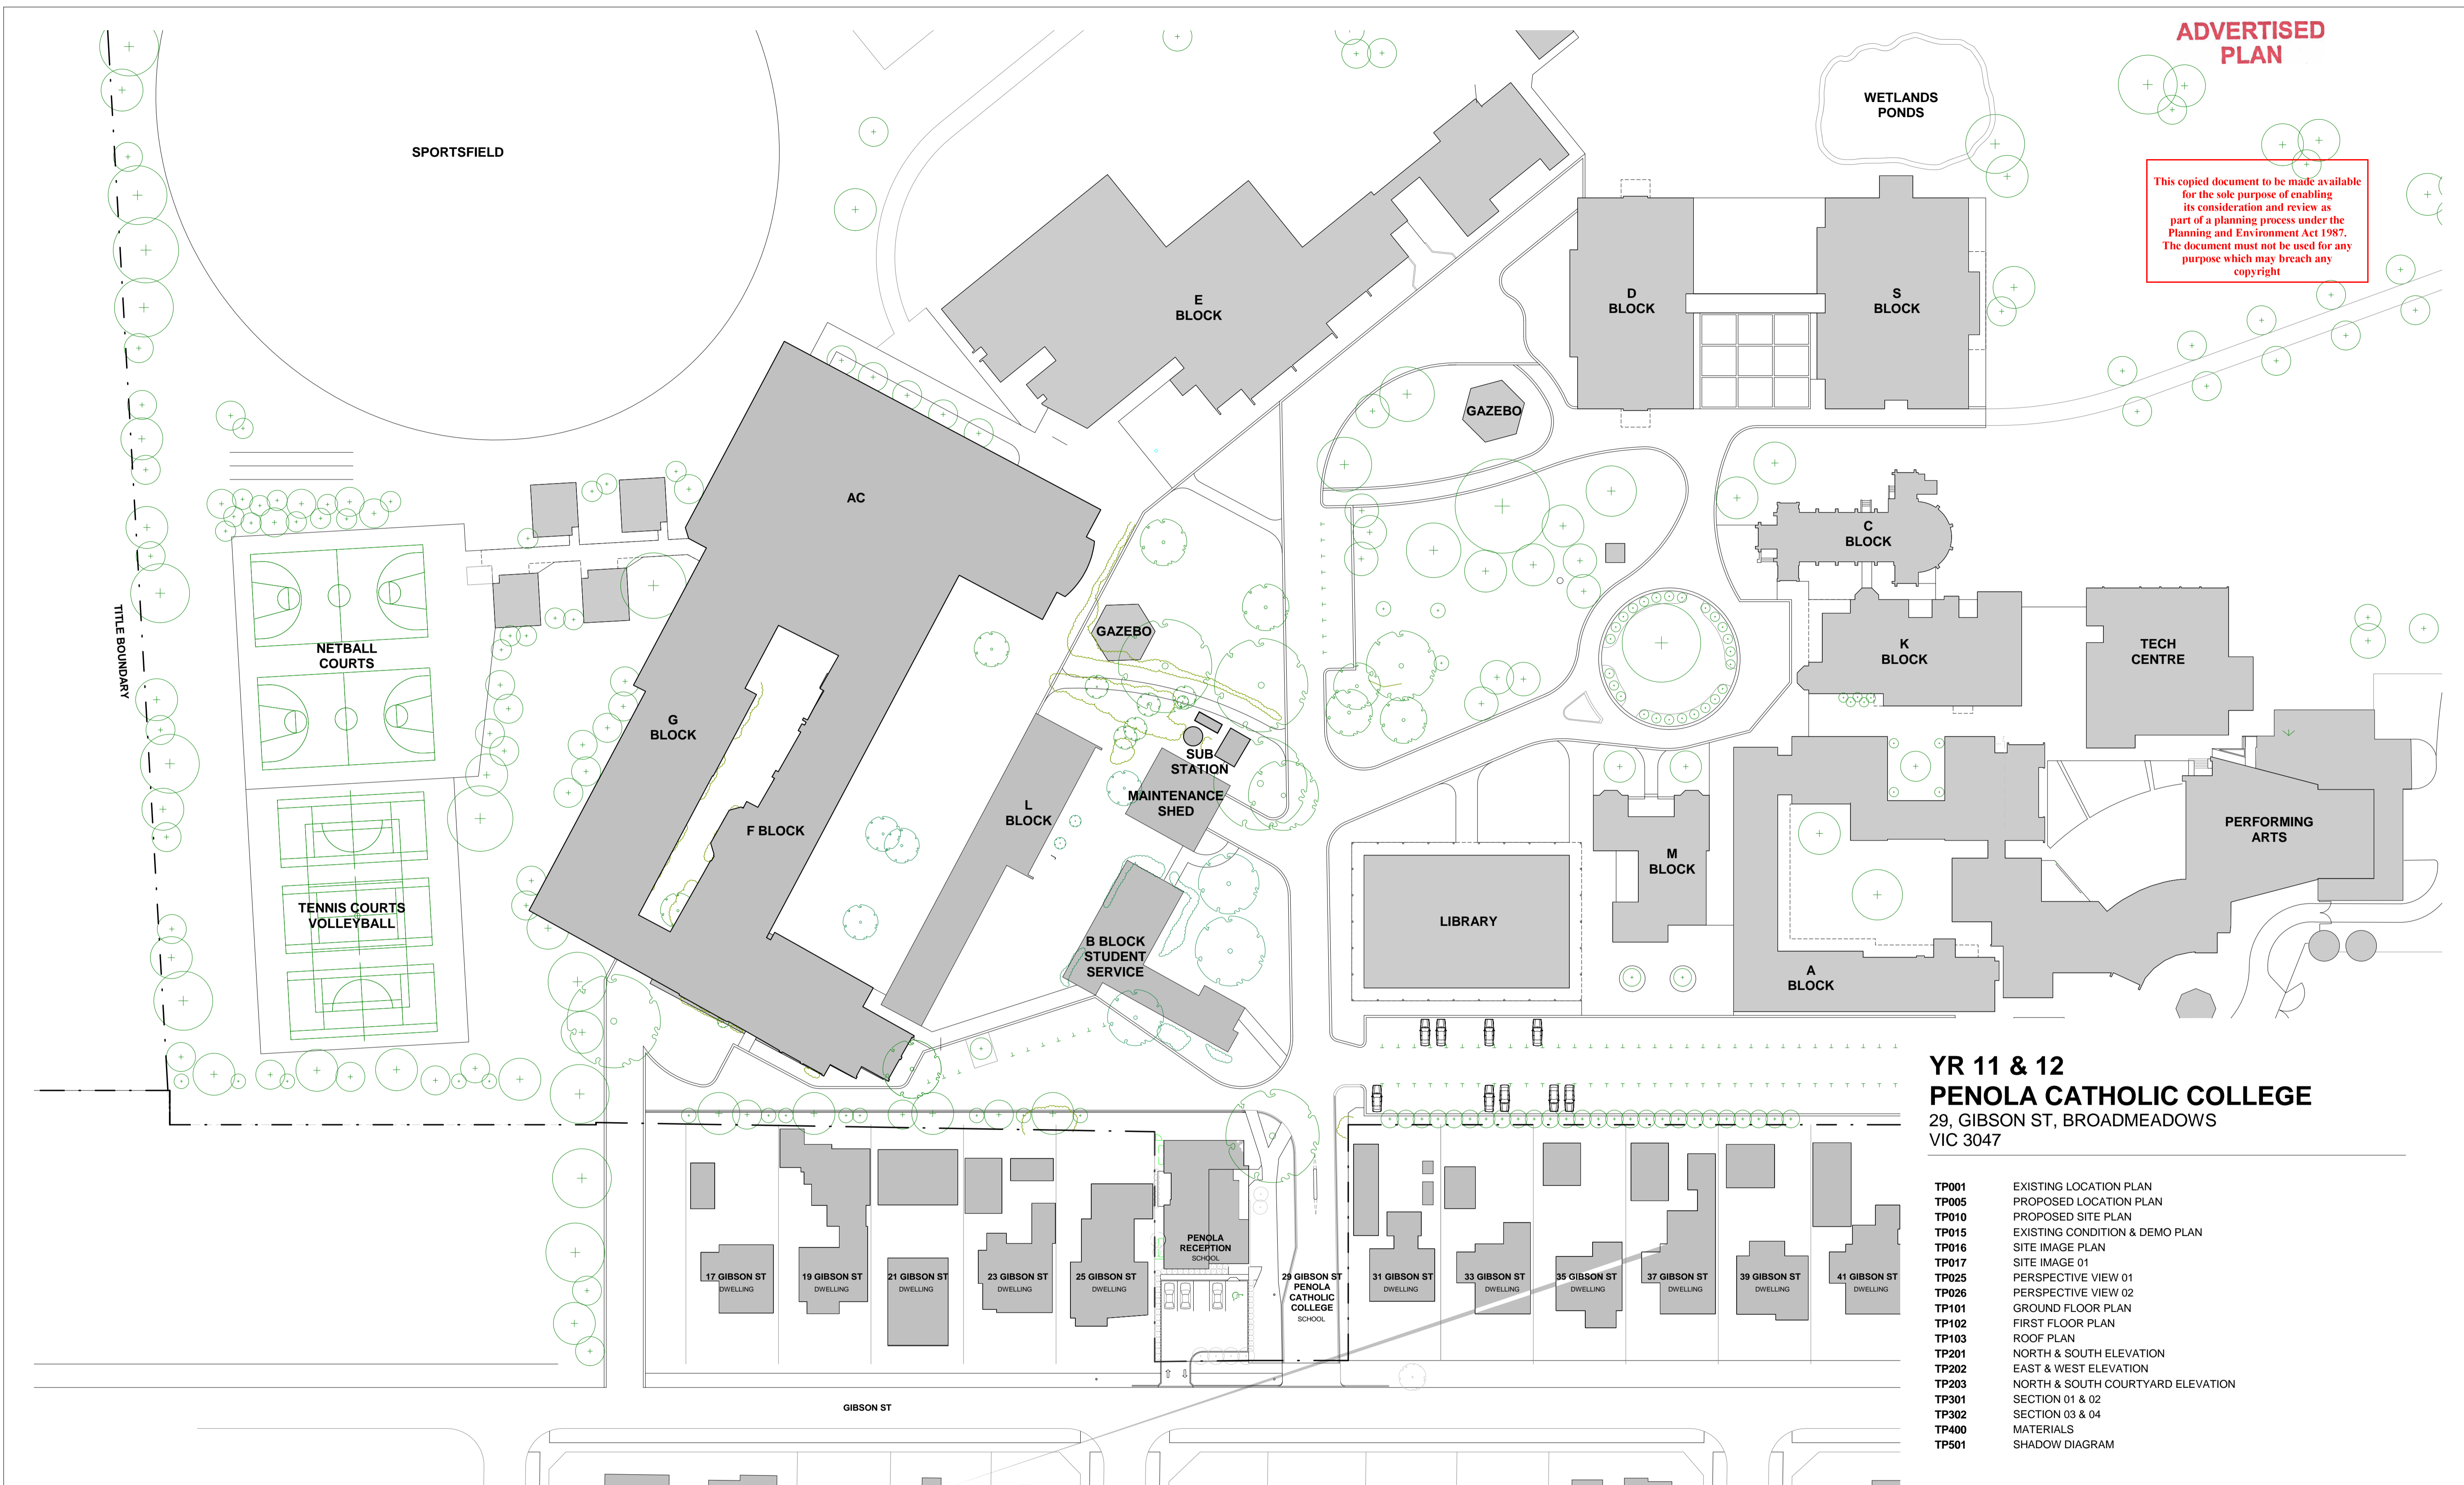 ADVERTISED
PLAN
SPORTSFIELD
WETLANDS
PONDS
This copied document to be made available
for the sole purpose of enabling
its consideration and review as
part of a planning process under the
Planning and Environment Act 1987.
The document must not be used for any
purpose which may breach any
copyright
E
BLOCK
D
BLOCK
S
BLOCK
GAZEBO
AC
C
BLOCK
TITLE BOUNDARY
NETBALL
COURTS
GAZEBO
K
BLOCK
TECH
CENTRE
G
BLOCK
SUB
STATION
MAINTENANCE
SHED
L
BLOCK
F BLOCK
PERFORMING
ARTS
M
BLOCK
TENNIS COURTS
VOLLEYBALL
LIBRARY
B BLOCK
STUDENT
SERVICE
A
BLOCK
YR 11 & 12
PENOLA CATHOLIC COLLEGE
29, GIBSON ST, BROADMEADOWS
VIC 3047
PENOLA
RECEPTION
SCHOOL
17 GIBSON ST
DWELLING
19 GIBSON ST
DWELLING
21 GIBSON ST
DWELLING
23 GIBSON ST
DWELLING
25 GIBSON ST
DWELLING
29 GIBSON ST
PENOLA
CATHOLIC
COLLEGE
SCHOOL
31 GIBSON ST
DWELLING
33 GIBSON ST
DWELLING
35 GIBSON ST
DWELLING
37 GIBSON ST
DWELLING
39 GIBSON ST
DWELLING
41 GIBSON ST
DWELLING
GIBSON ST
TP001 EXISTING LOCATION PLAN
TP005 PROPOSED LOCATION PLAN
TP010 PROPOSED SITE PLAN
TP015 EXISTING CONDITION & DEMO PLAN
TP016 SITE IMAGE PLAN
TP017 SITE IMAGE 01
TP025 PERSPECTIVE VIEW 01
TP026 PERSPECTIVE VIEW 02
TP101 GROUND FLOOR PLAN
TP102 FIRST FLOOR PLAN
TP103 ROOF PLAN
TP201 NORTH & SOUTH ELEVATION
TP202 EAST & WEST ELEVATION
TP203 NORTH & SOUTH COURTYARD ELEVATION
TP301 SECTION 01 & 02
TP302 SECTION 03 & 04
TP400 MATERIALS
TP501 SHADOW DIAGRAM